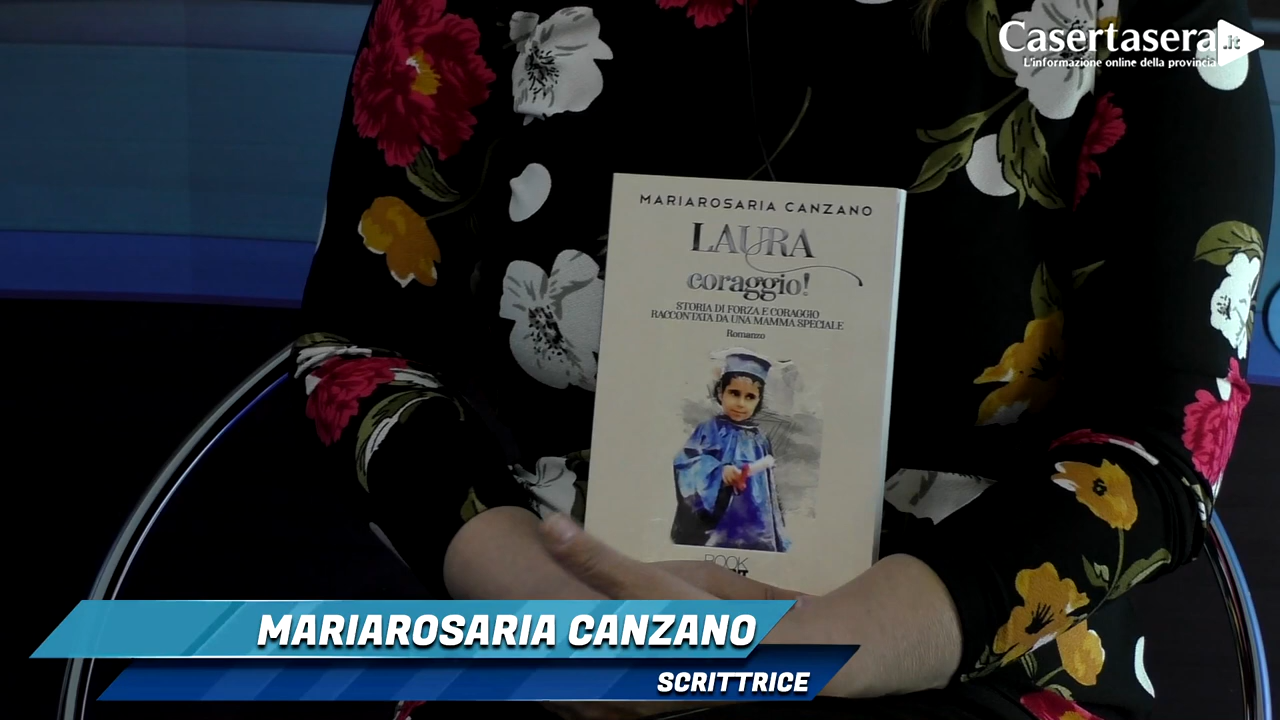 Casertasera.it
L'informazione online della provincia
MARIAROSARIA CANZANO
LAURA
coraggio!
STORIA DI FORZA E CORAGGIO
RACCONTATA DA UNA MAMMA SPECIALE
Romanzo
BOOK
MARIAROSARIA CANZANO
SCRITTRICE